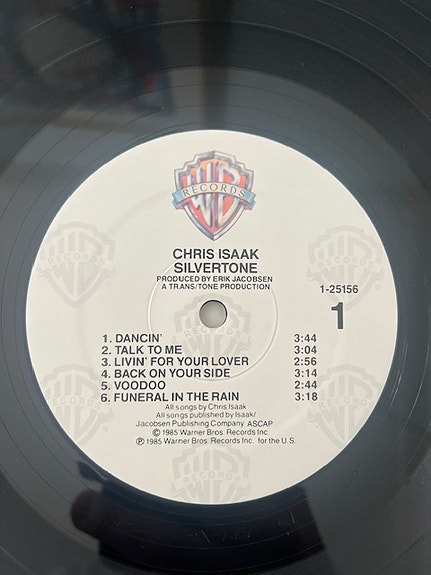 RECORDS
CHRIS ISAAK
SILVERTONE
PRODUCED BY ERIK JACOBSEN
A TRANS/TONE PRODUCTION
1-25156
1
1. DANCIN' 3:44
2. TALK TO ME 3:04
3. LIVIN' FOR YOUR LOVER 2:56
4. BACK ON YOUR SIDE 3:14
5. VOODOO 2:44
6. FUNERAL IN THE RAIN 3:18
All songs by Chris Isaak
All songs published by Isaak/
Jacobsen Publishing Company ASCAP
© 1985 Warner Bros. Records Inc.
℗ 1985 Warner Bros. Records Inc. for the U.S.